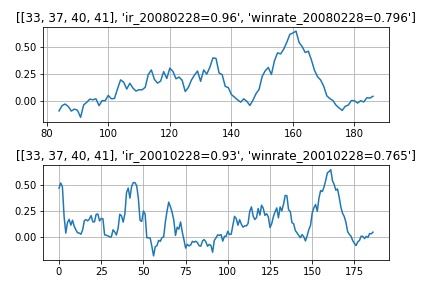 [[33, 37, 40, 41], 'ir_20080228=0.96', 'winrate_20080228=0.796']
0.50
0.25
0.00
80 100 120 140 160 180
[[33, 37, 40, 41], 'ir_20010228=0.93', 'winrate_20010228=0.765']
0.50
0.25
0.00
0 25 50 75 100 125 150 175